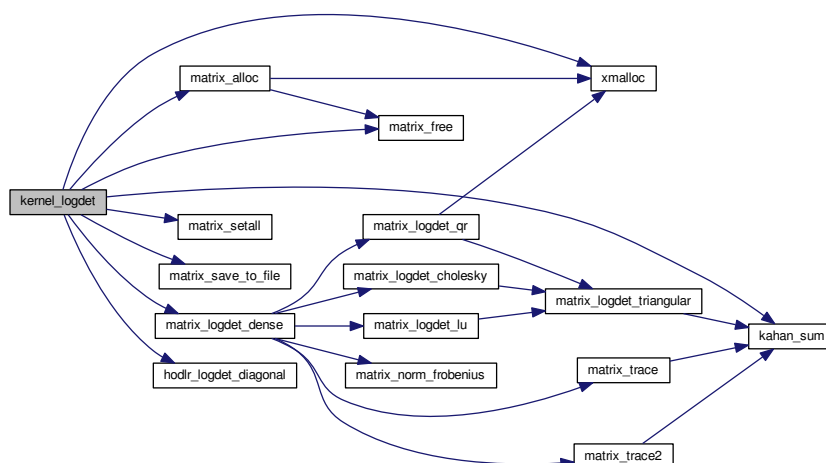 kernel_logdet
matrix_alloc
xmalloc
matrix_free
matrix_setall
matrix_save_to_file
matrix_logdet_dense
hodlr_logdet_diagonal
matrix_logdet_qr
matrix_logdet_cholesky
matrix_logdet_lu
matrix_norm_frobenius
matrix_logdet_triangular
matrix_trace
matrix_trace2
kahan_sum